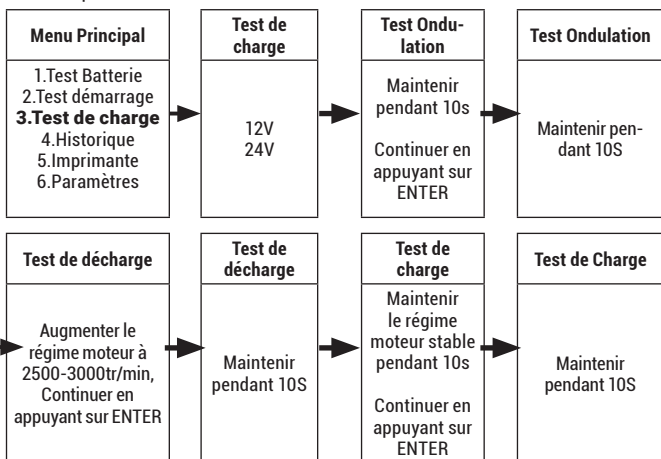 Menu Principal
1.Test Batterie
2.Test démarrage
3.Test de charge
4.Historique
5.Imprimante
6.Paramètres
Test de
charge
12V
24V
Test Ondu-
lation
Maintenir
pendant 10s
Continuer en
appuyant sur
ENTER
Test Ondulation
Maintenir pen-
dant 10S
Test de décharge
Augmenter le
régime moteur à
2500-3000tr/min,
Continuer en
appuyant sur ENTER
Test de
décharge
Maintenir
pendant 10S
Test de
charge
Maintenir
le régime
moteur stable
pendant 10s
Continuer en
appuyant sur
ENTER
Test de Charge
Maintenir
pendant 10S